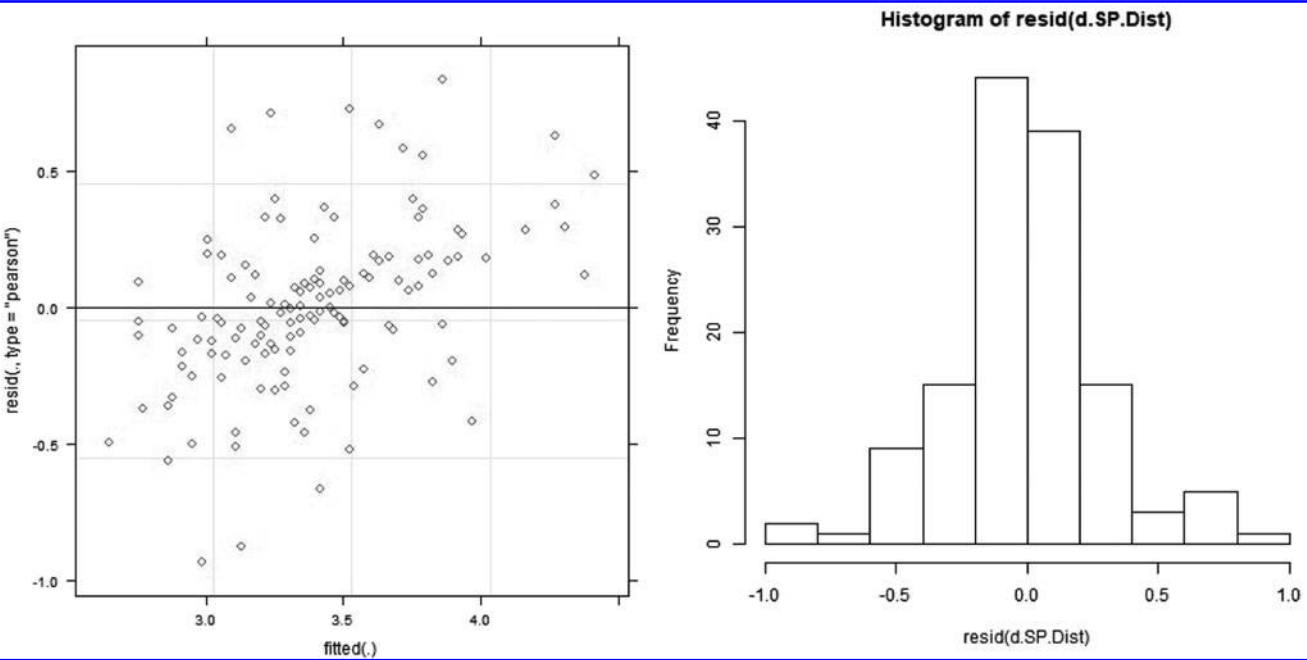 Histogram of resid(d.SP.Dist)
resid(., type = "pearson")
0.5
0.0
-0.5
-1.0
3.0 3.5 4.0
fitted(.)
Frequency
40
30
20
10
0
-1.0 -0.5 0.0 0.5 1.0
resid(d.SP.Dist)